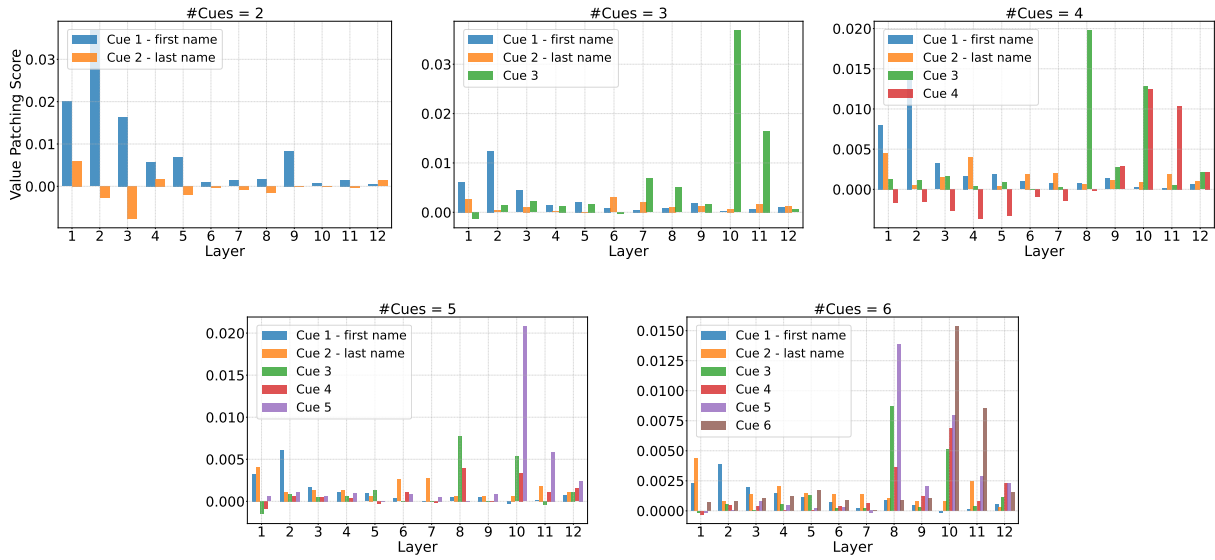 #Cues = 2
Value Patching Score
0.03
0.02
0.01
0.00
Cue 1 - first name
Cue 2 - last name
1 2 3 4 5 6 7 8 9 10 11 12
Layer
#Cues = 3
0.03
0.02
0.01
0.00
Cue 1 - first name
Cue 2 - last name
Cue 3
1 2 3 4 5 6 7 8 9 10 11 12
Layer
#Cues = 4
0.020
0.015
0.010
0.005
0.000
Cue 1 - first name
Cue 2 - last name
Cue 3
Cue 4
1 2 3 4 5 6 7 8 9 10 11 12
Layer
#Cues = 5
0.020
0.015
0.010
0.005
0.000
Cue 1 - first name
Cue 2 - last name
Cue 3
Cue 4
Cue 5
1 2 3 4 5 6 7 8 9 10 11 12
Layer
#Cues = 6
0.0150
0.0125
0.0100
0.0075
0.0050
0.0025
0.0000
Cue 1 - first name
Cue 2 - last name
Cue 3
Cue 4
Cue 5
Cue 6
1 2 3 4 5 6 7 8 9 10 11 12
Layer